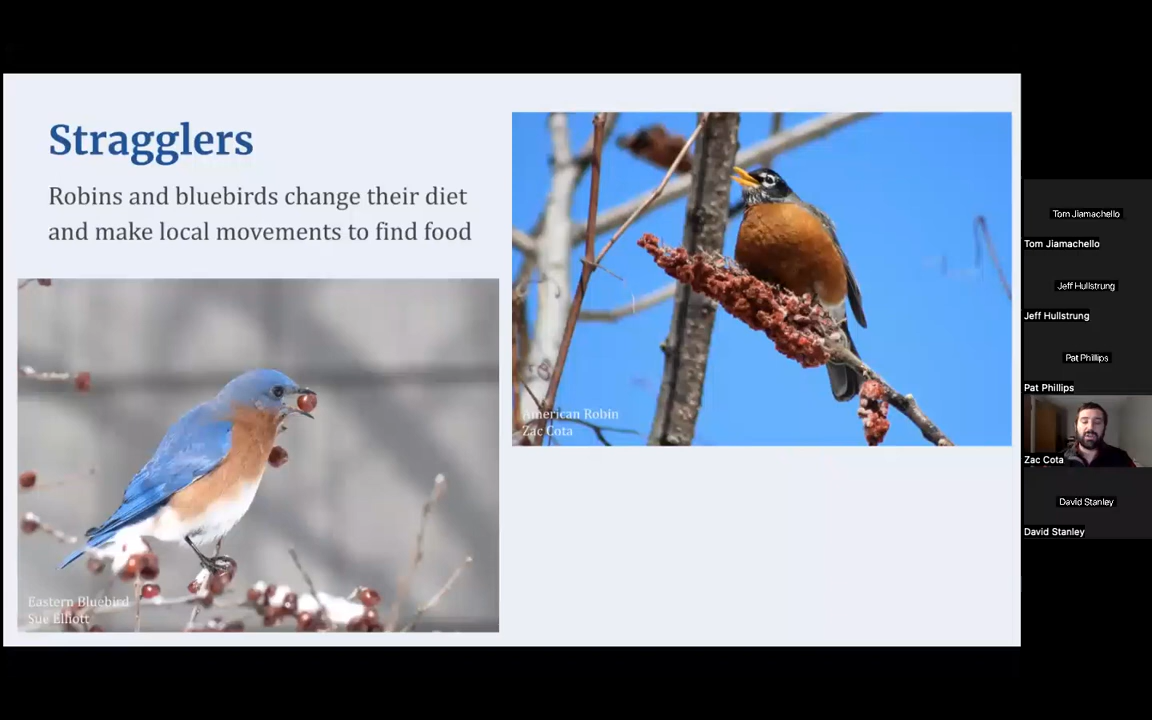 Stragglers
Robins and bluebirds change their diet
and make local movements to find food
American Robin
Zac Cota
Eastern Bluebird
Sue Elliott
Tom Jiamachello
Tom Jiamachello
Jeff Hullstrung
Jeff Hullstrung
Pat Phillips
Pat Phillips
Zac Cota
David Stanley
David Stanley